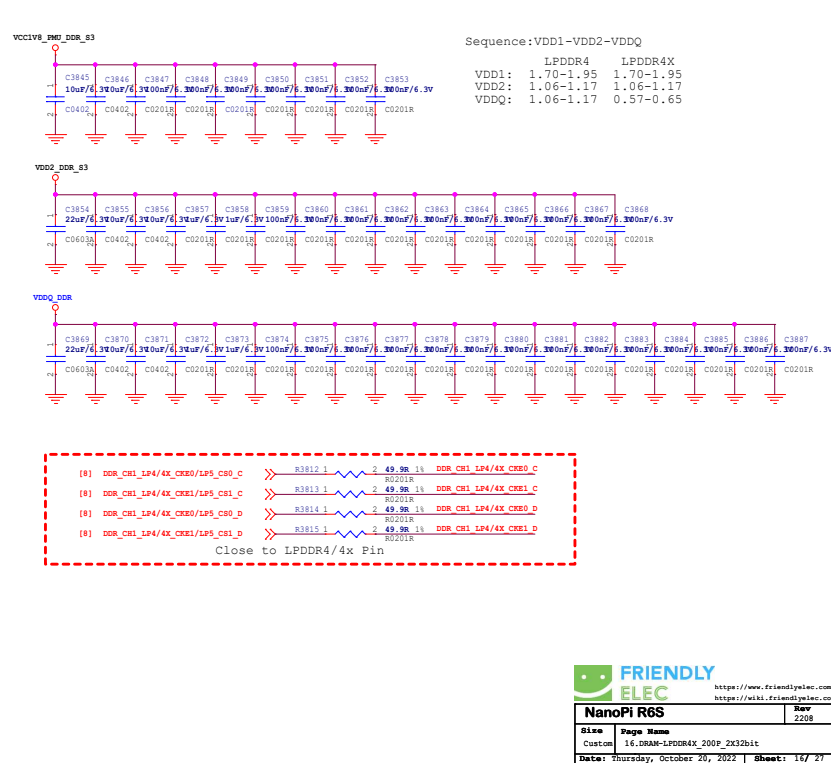 VCC1V8_PMU_DDR_S3
Sequence:VDD1-VDD2-VDDQ
LPDDR4 LPDDR4X
VDD1: 1.70-1.95 1.70-1.95
VDD2: 1.06-1.17 1.06-1.17
VDDQ: 1.06-1.17 0.57-0.65
C3845 C3846 C3847 C3848 C3849 C3850 C3851 C3852 C3853
C0402 C0402 C0201R C0201R C0201R C0201R C0201R C0201R C0201R
VDD2_DDR_S3
C3854 C3855 C3856 C3857 C3858 C3859 C3860 C3861 C3862 C3863 C3864 C3865 C3866 C3867 C3868
C0603A C0402 C0402 C0201R C0201R C0201R C0201R C0201R C0201R C0201R C0201R C0201R C0201R C0201R C0201R
VDDQ_DDR
C3869 C3870 C3871 C3872 C3873 C3874 C3875 C3876 C3877 C3878 C3879 C3880 C3881 C3882 C3883 C3884 C3885 C3886 C3887
C0603A C0402 C0402 C0201R C0201R C0201R C0201R C0201R C0201R C0201R C0201R C0201R C0201R C0201R C0201R C0201R C0201R C0201R C0201R
[8] DDR_CH1_LP4/4X_CKE0/LP5_CS0_C R3812 1 2 49.9R 1% DDR_CH1_LP4/4X_CKE0_C
R0201R
[8] DDR_CH1_LP4/4X_CKE1/LP5_CS1_C R3813 1 2 49.9R 1% DDR_CH1_LP4/4X_CKE1_C
R0201R
[8] DDR_CH1_LP4/4X_CKE0/LP5_CS0_D R3814 1 2 49.9R 1% DDR_CH1_LP4/4X_CKE0_D
R0201R
[8] DDR_CH1_LP4/4X_CKE1/LP5_CS1_D R3815 1 2 49.9R 1% DDR_CH1_LP4/4X_CKE1_D
R0201R
Close to LPDDR4/4x Pin
FRIENDLY
ELEC
https://www.friendlyelec.com
https://wiki.friendlyelec.co
NanoPi R6S
Rev
2208
Size Page Name
Custom 16.DRAM-LPDDR4X_200P_2X32bit
Date: Thursday, October 20, 2022 Sheet: 16/ 27